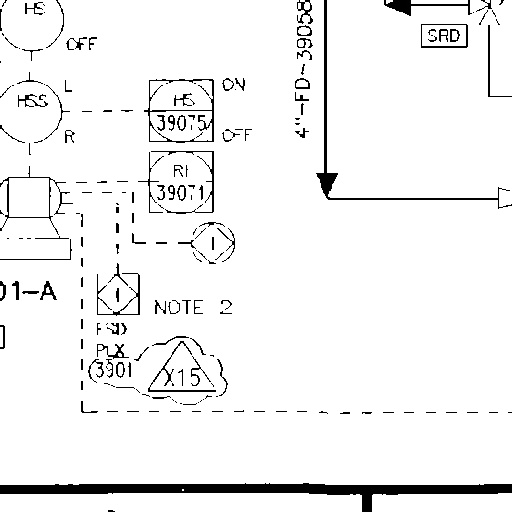 HS
OFF
SRD
4"-FD-39058
L
HSS
R
HS
39075
ON
OFF
RI
39071
I
01-A
I
NOTE 2
ESD
PLX
3901
X15